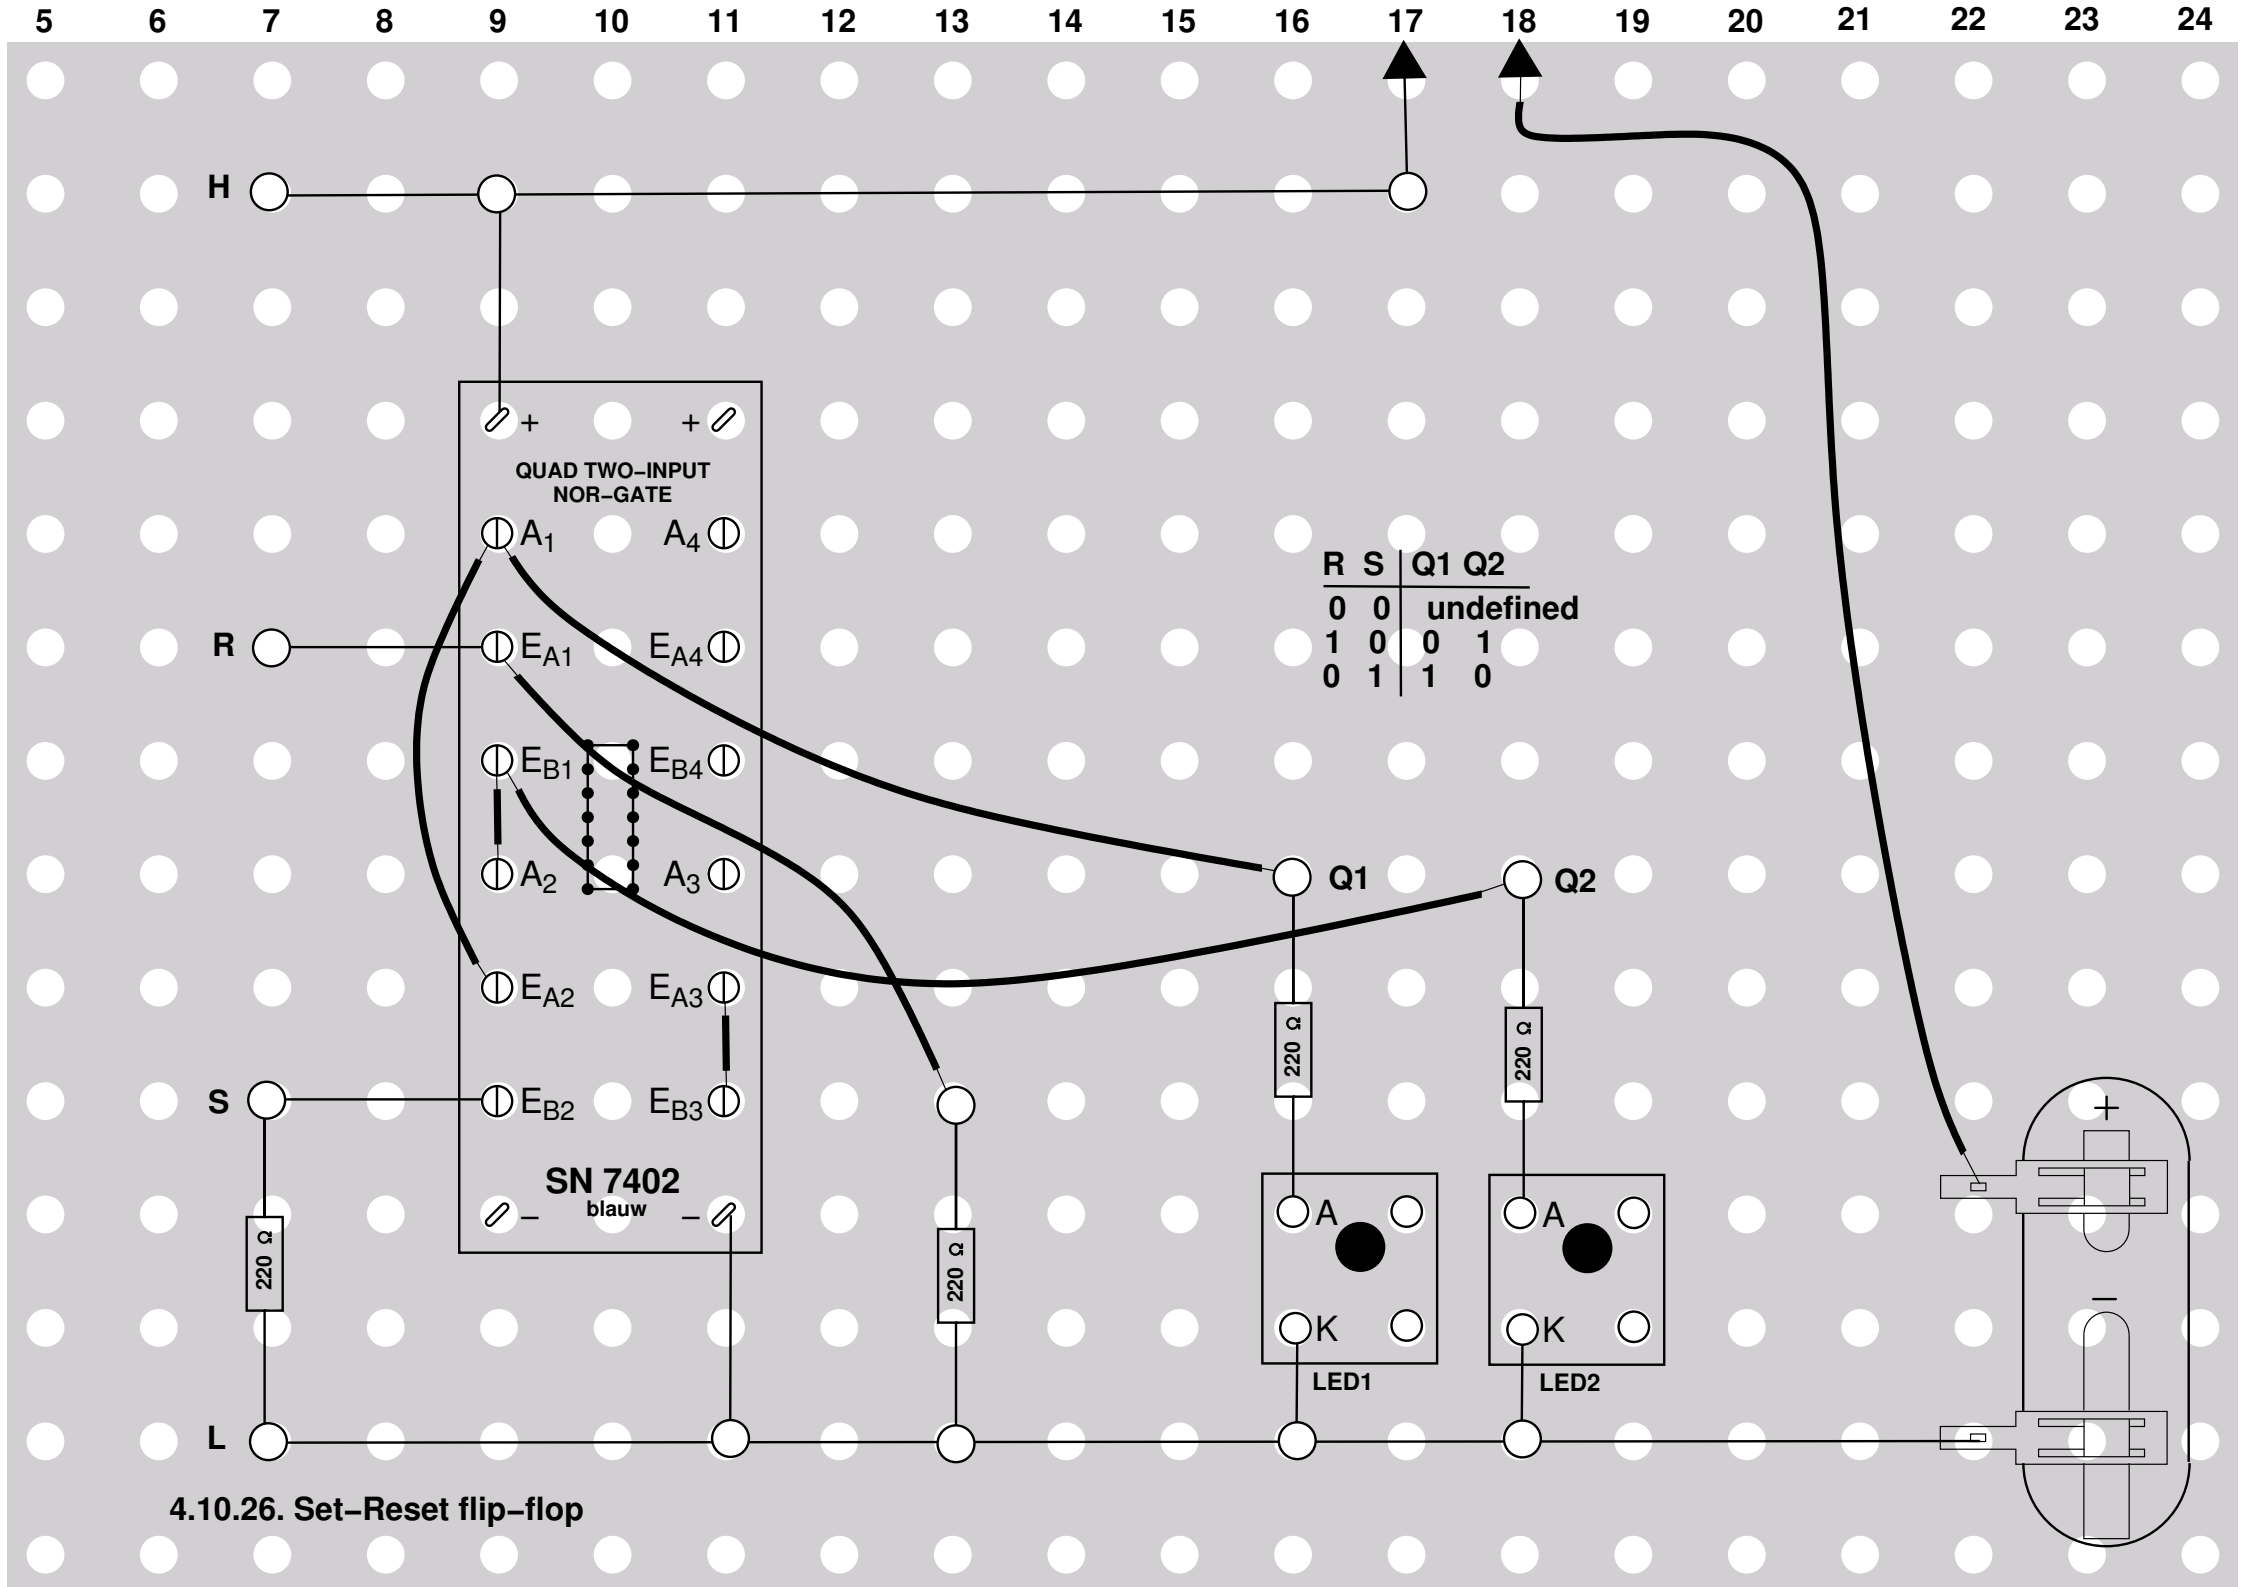 5 6 7 8 9 10 11 12 13 14 15 16 17 18 19 20 21 22 23 24
H
+ +
QUAD TWO–INPUT
NOR–GATE
A1 A4
R S Q1 Q2
0 0 undefined
1 0 0 1
0 1 1 0
R EA1 EA4
EB1 EB4
A2 A3 Q1 Q2
EA2 EA3
220 Ω 220 Ω
S EB2 EB3
+
SN 7402
blauw
– –
A A
220 Ω 220 Ω
–
K K
LED1 LED2
L
4.10.26. Set–Reset flip–flop